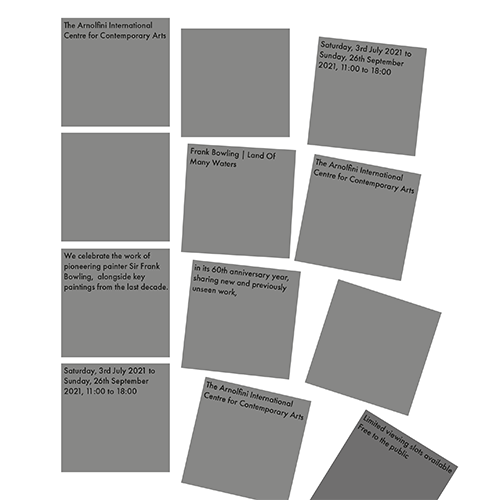 The Arnolfini International
Centre for Contemporary Arts
We celebrate the work of
pioneering painter Sir Frank
Bowling,  alongside key
paintings from the last decade.
Saturday, 3rd July 2021 to
Sunday, 26th September
2021, 11:00 to 18:00
Frank Bowling | Land Of
Many Waters
in its 60th anniversary year,
sharing new and previously
unseen work,
The Arnolfini International
Centre for Contemporary Arts
Saturday, 3rd July 2021 to
Sunday, 26th September
2021, 11:00 to 18:00
The Arnolfini International
Centre for Contemporary Arts
Limited viewing slots available
Free to the public